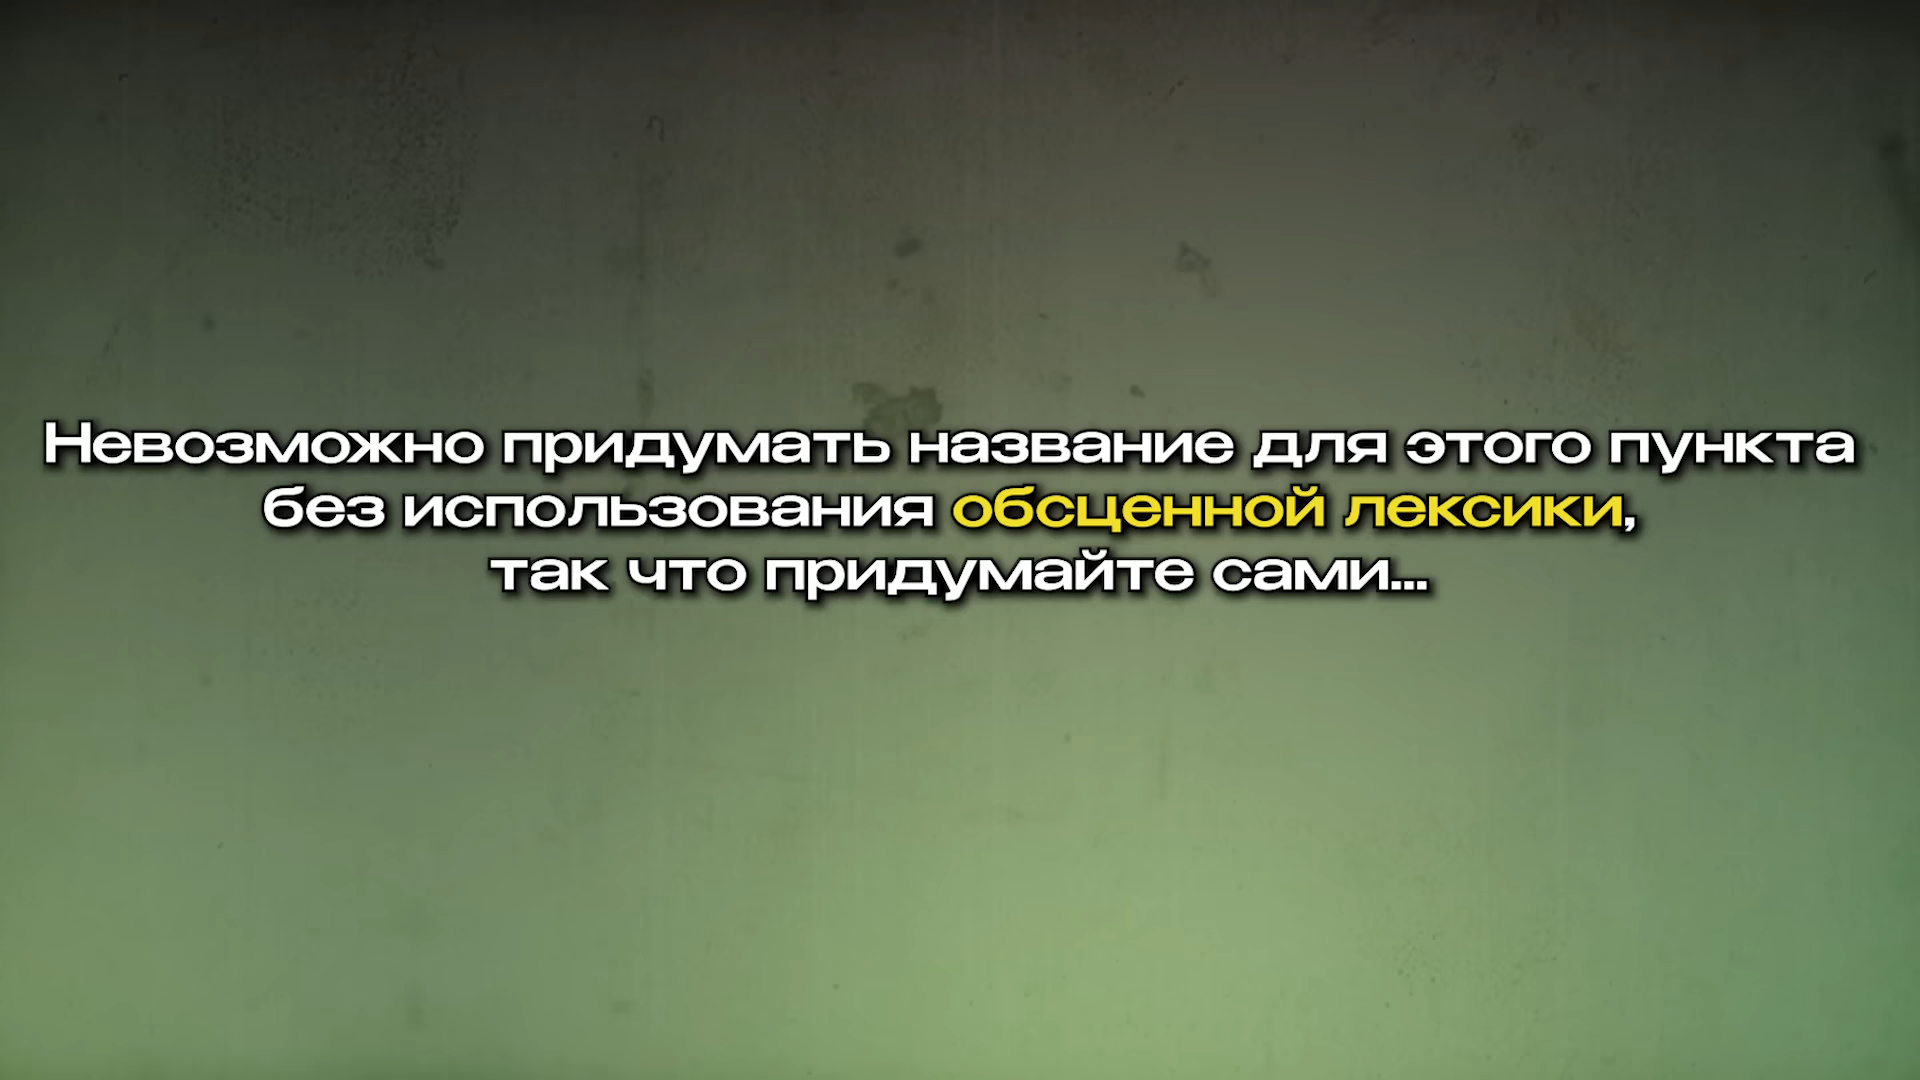 Невозможно придумать название для этого пункта
без использования обсценной лексики,
так что придумайте сами...